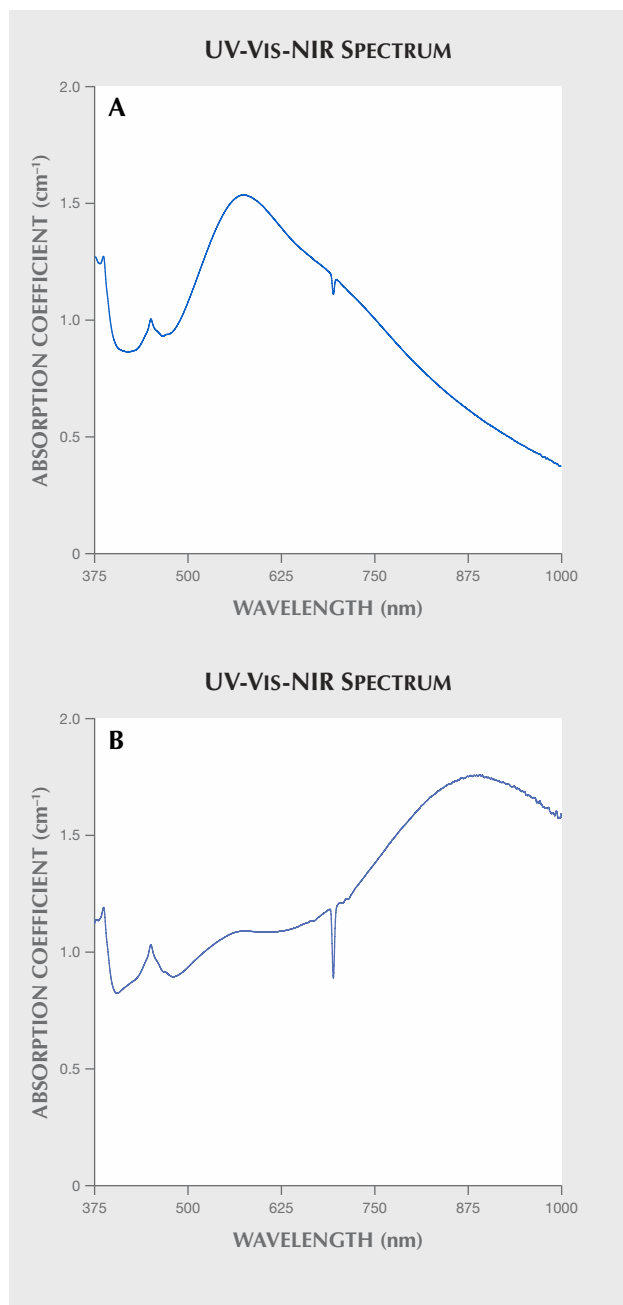 UV-VIS-NIR SPECTRUM
A
ABSORPTION COEFFICIENT (cm⁻¹)
2.0
1.5
1.0
0.5
0
375 500 625 750 875 1000
WAVELENGTH (nm)
UV-VIS-NIR SPECTRUM
B
ABSORPTION COEFFICIENT (cm⁻¹)
2.0
1.5
1.0
0.5
0
375 500 625 750 875 1000
WAVELENGTH (nm)